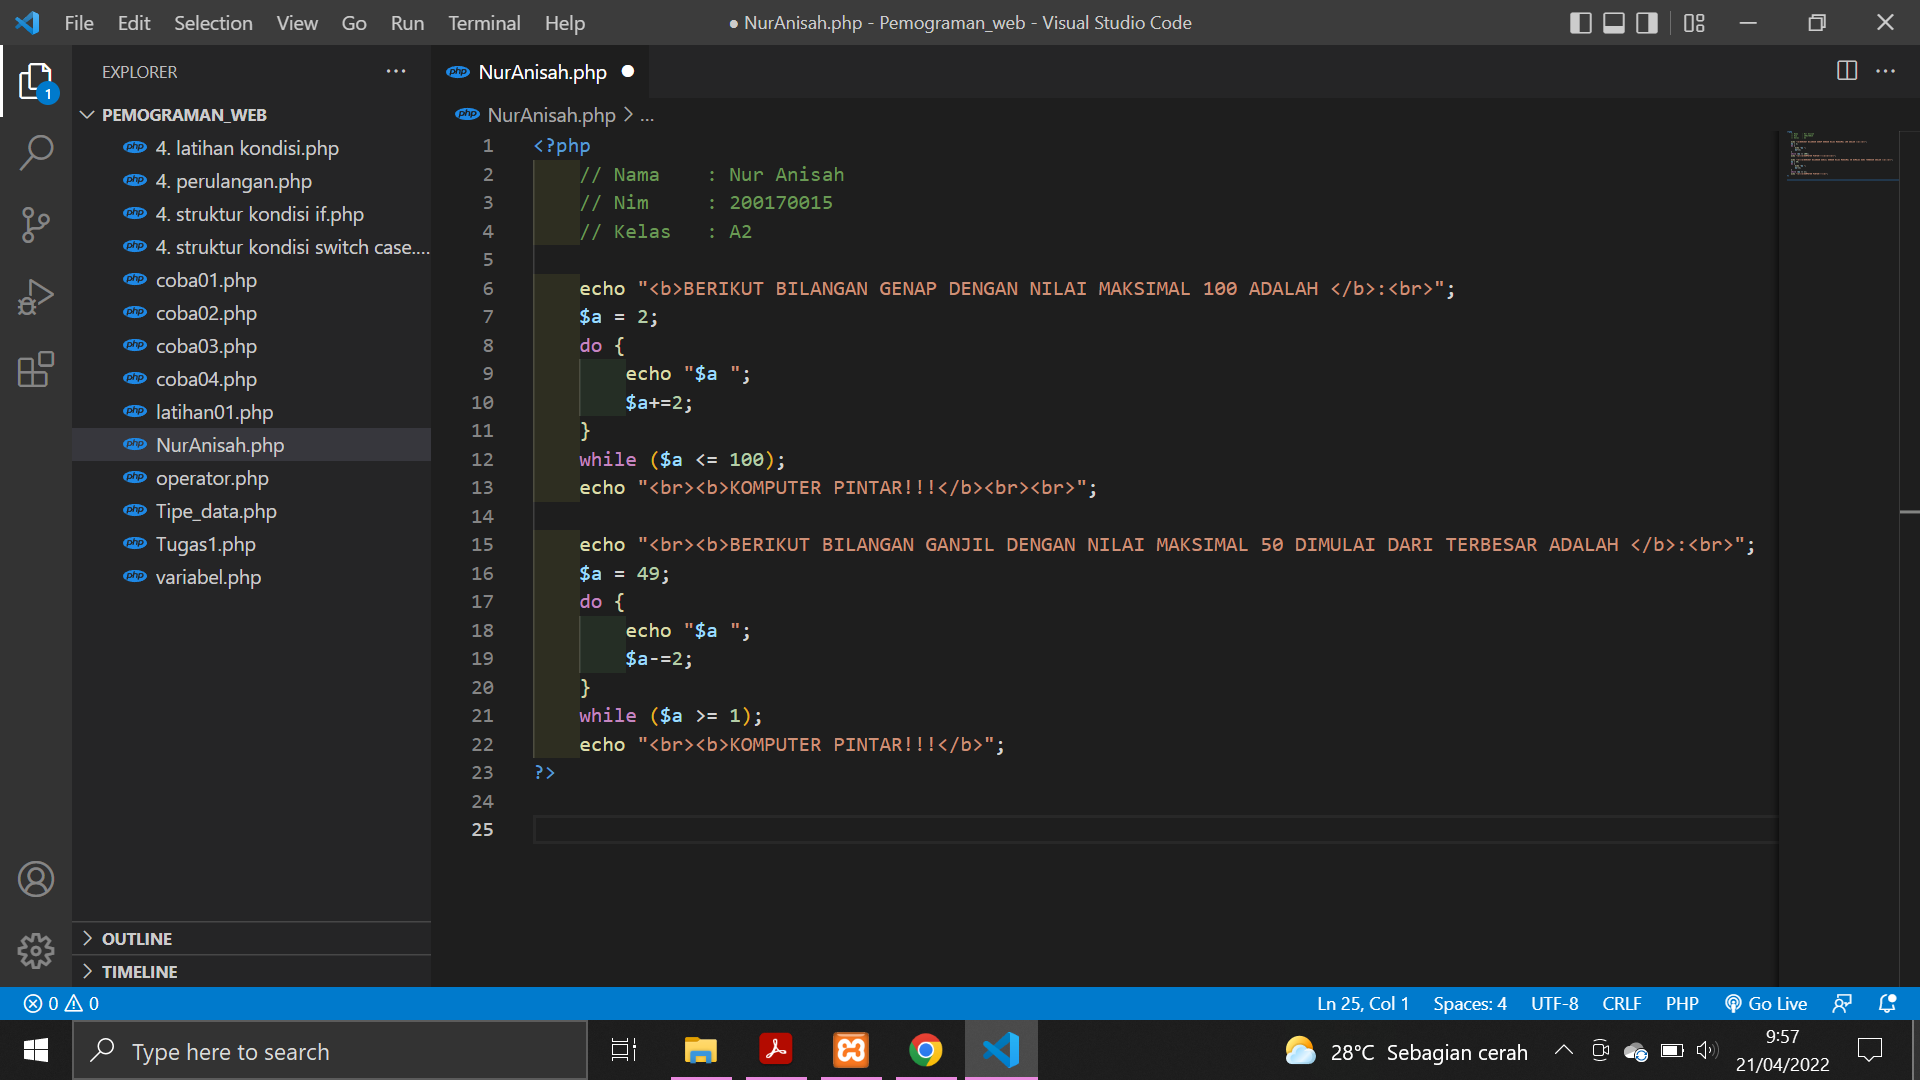 File Edit Selection View Go Run Terminal Help
● NurAnisah.php - Pemograman_web - Visual Studio Code
EXPLORER
1
PEMOGRAMAN_WEB
4. latihan kondisi.php
4. perulangan.php
4. struktur kondisi if.php
4. struktur kondisi switch case....
coba01.php
coba02.php
coba03.php
coba04.php
latihan01.php
NurAnisah.php
operator.php
Tipe_data.php
Tugas1.php
variabel.php
OUTLINE
TIMELINE
php NurAnisah.php ●
php NurAnisah.php > ...
1 <?php
2     // Nama    : Nur Anisah
3     // Nim     : 200170015
4     // Kelas   : A2
5
6     echo "<b>BERIKUT BILANGAN GENAP DENGAN NILAI MAKSIMAL 100 ADALAH </b>:<br>";
7     $a = 2;
8     do {
9         echo "$a ";
10         $a+=2;
11     }
12     while ($a <= 100);
13     echo "<br><b>KOMPUTER PINTAR!!!</b><br><br>";
14
15     echo "<br><b>BERIKUT BILANGAN GANJIL DENGAN NILAI MAKSIMAL 50 DIMULAI DARI TERBESAR ADALAH </b>:<br>";
16     $a = 49;
17     do {
18         echo "$a ";
19         $a-=2;
20     }
21     while ($a >= 1);
22     echo "<br><b>KOMPUTER PINTAR!!!</b>";
23 ?>
24
25
0 0
Ln 25, Col 1 Spaces: 4 UTF-8 CRLF PHP Go Live
Type here to search
28°C Sebagian cerah
9:57
21/04/2022